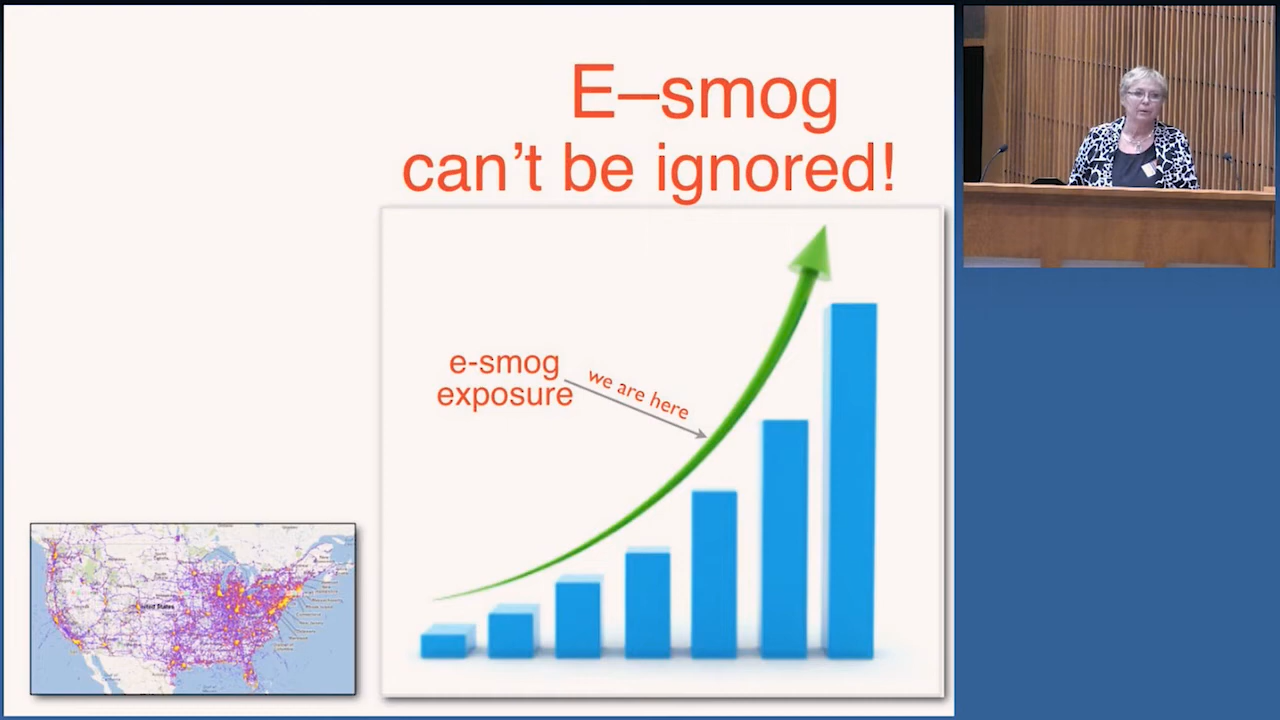 E–smog
can't be ignored!
e-smog
exposure
we are here
United States